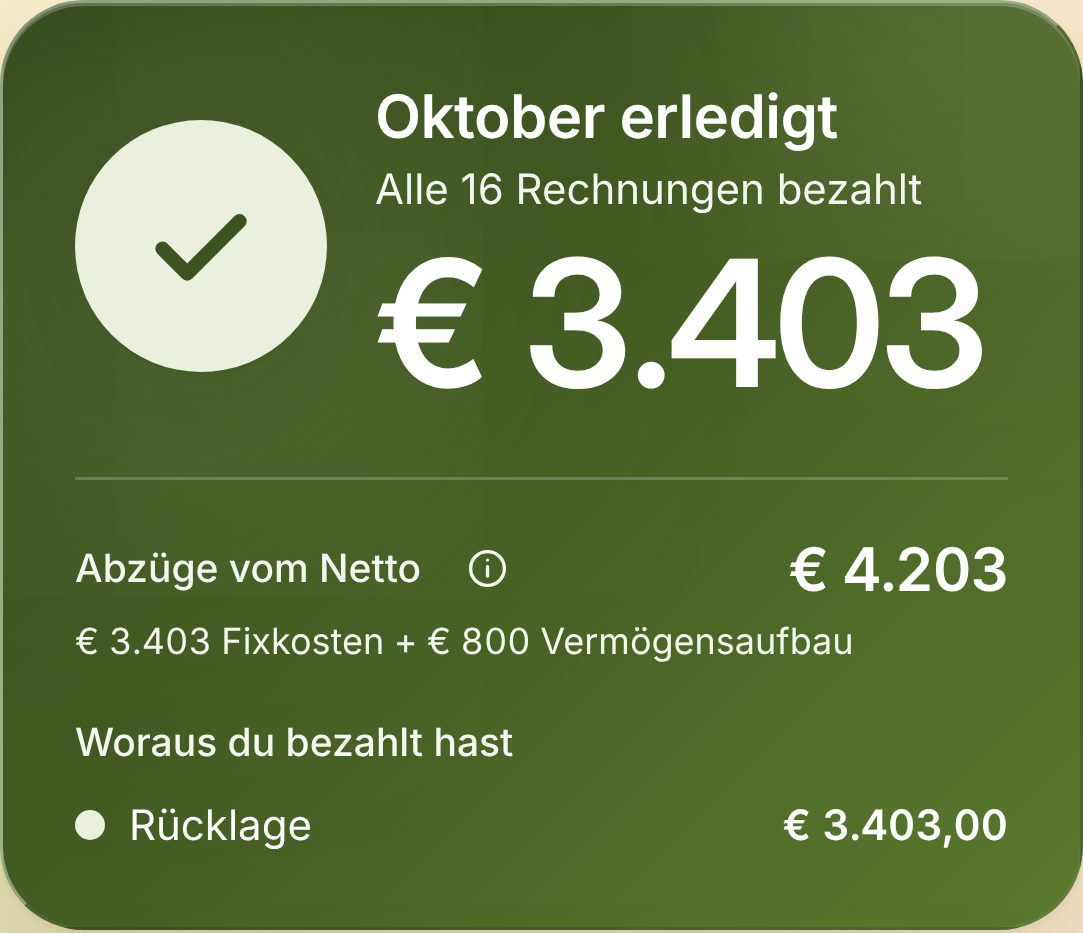 Oktober erledigt
Alle 16 Rechnungen bezahlt
€ 3.403
Abzüge vom Netto
€ 4.203
€ 3.403 Fixkosten + € 800 Vermögensaufbau
Woraus du bezahlt hast
Rücklage
€ 3.403,00